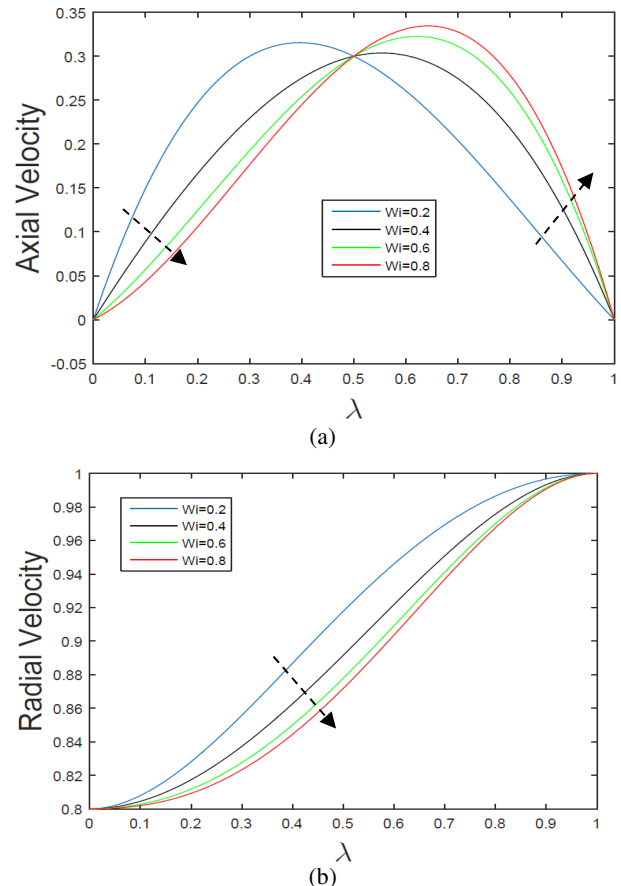 0.35
0.3
0.25
0.2
0.15
0.1
0.05
0
-0.05
Axial Velocity
Wi=0.2
Wi=0.4
Wi=0.6
Wi=0.8
0 0.1 0.2 0.3 0.4 0.5 0.6 0.7 0.8 0.9 1
λ
(a)
1
0.98
0.96
0.94
0.92
0.9
0.88
0.86
0.84
0.82
0.8
Radial Velocity
Wi=0.2
Wi=0.4
Wi=0.6
Wi=0.8
0 0.1 0.2 0.3 0.4 0.5 0.6 0.7 0.8 0.9 1
λ
(b)